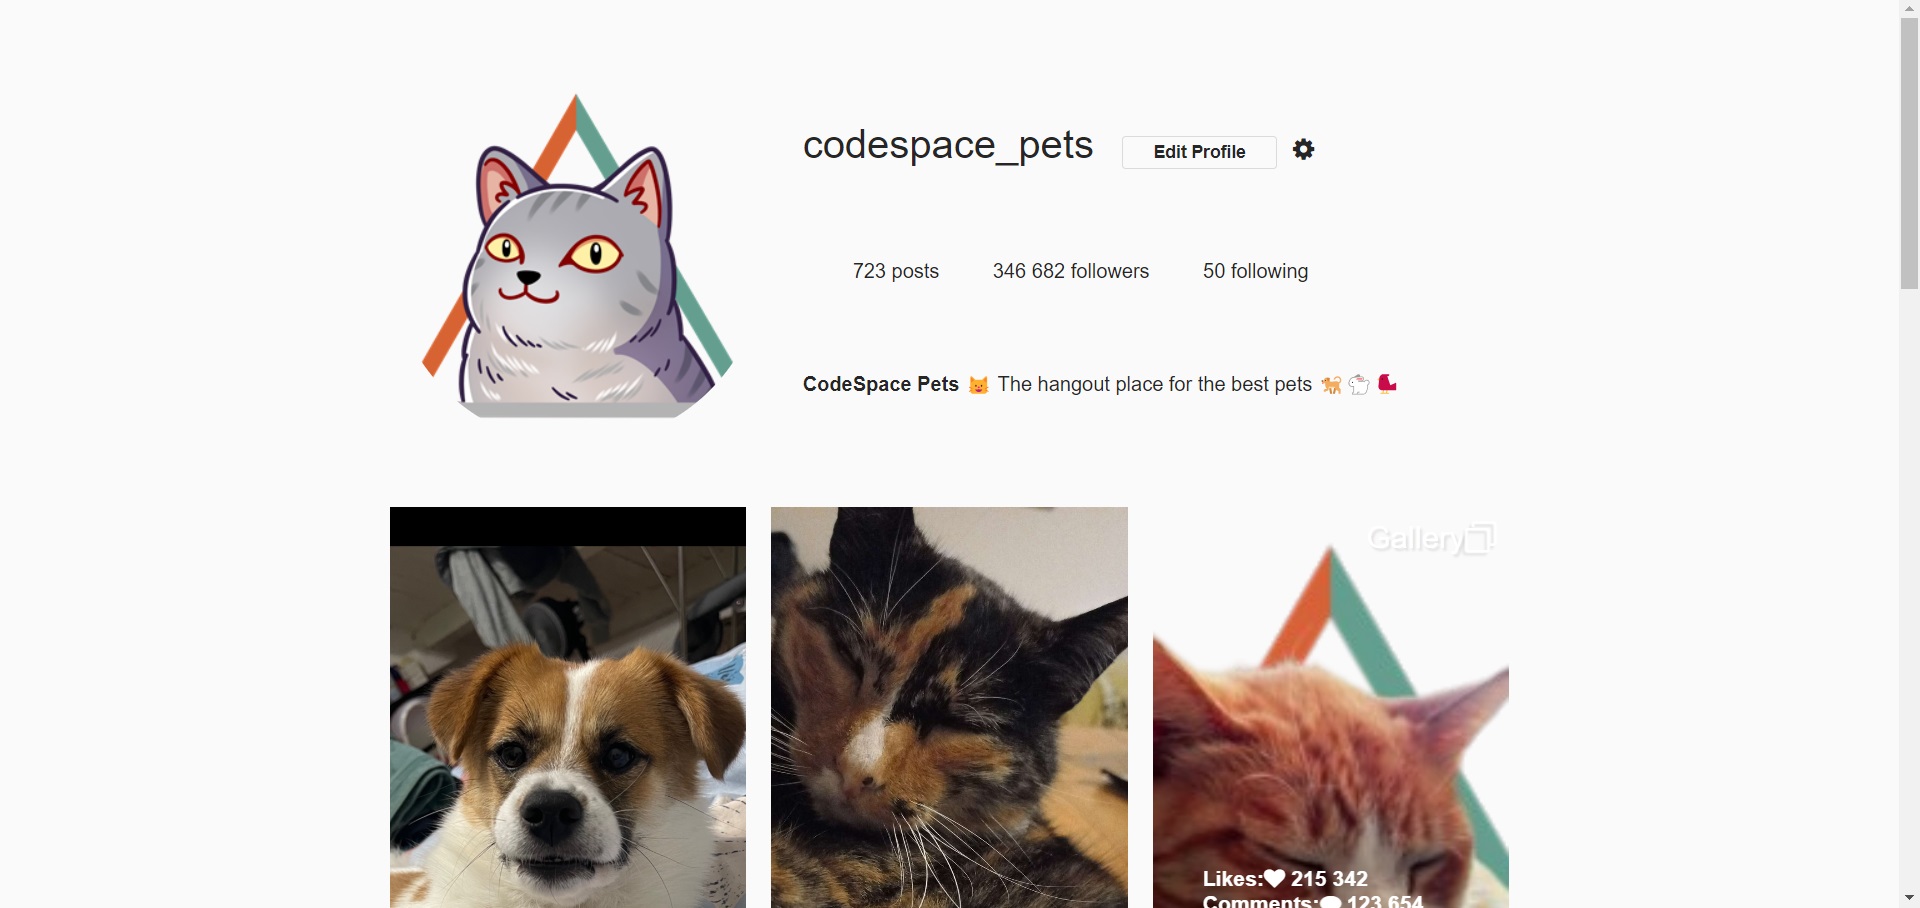 codespace_pets
Edit Profile
723 posts 346 682 followers 50 following
CodeSpace Pets 🐱 The hangout place for the best pets 🐈🐁🐤
Gallery
Likes: 215 342
Comments: 123 654